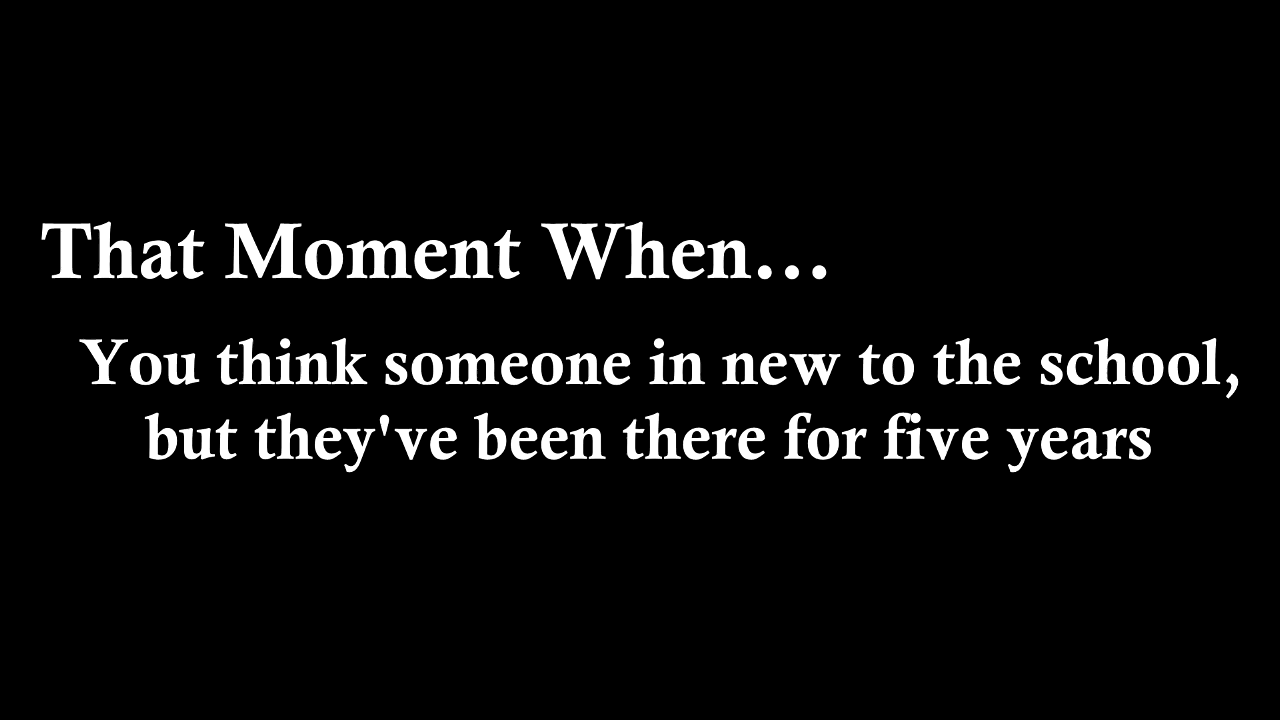 That Moment When...
You think someone in new to the school,
but they've been there for five years